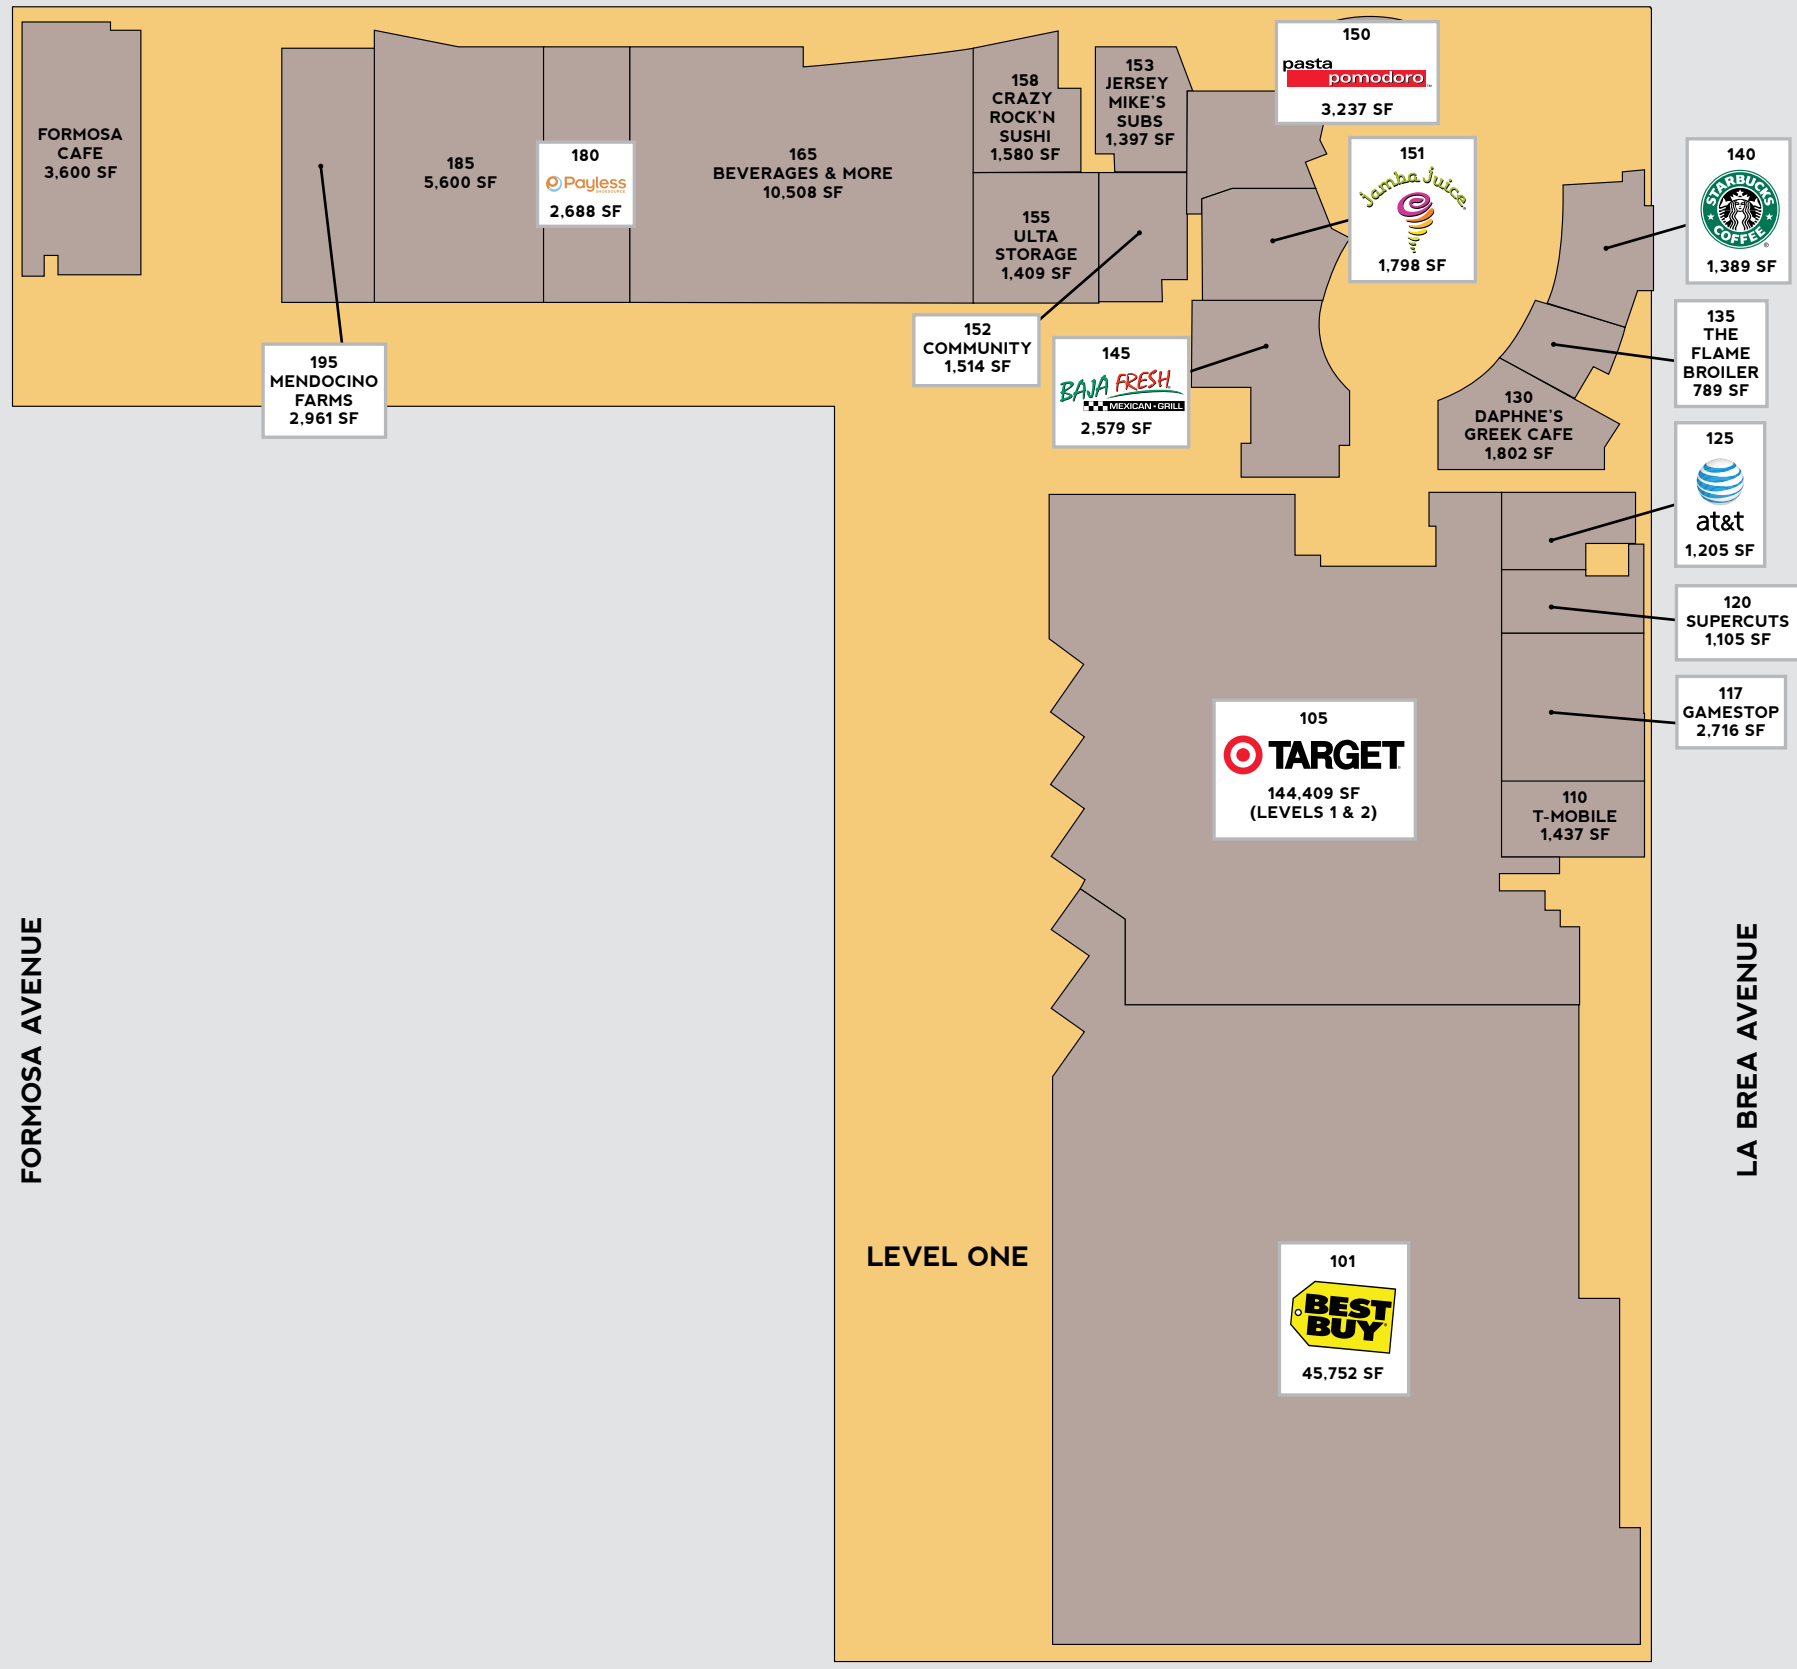 FORMOSA
CAFE
3,600 SF
185
5,600 SF
180
Payless
SHOESOURCE
2,688 SF
165
BEVERAGES & MORE
10,508 SF
158
CRAZY
ROCK'N
SUSHI
1,580 SF
153
JERSEY
MIKE'S
SUBS
1,397 SF
150
pasta
pomodoro™
3,237 SF
151
jamba juice
1,798 SF
140
STARBUCKS
COFFEE
®
1,389 SF
155
ULTA
STORAGE
1,409 SF
152
COMMUNITY
1,514 SF
195
MENDOCINO
FARMS
2,961 SF
145
BAJA FRESH
MEXICAN • GRILL
2,579 SF
135
THE
FLAME
BROILER
789 SF
130
DAPHNE'S
GREEK CAFE
1,802 SF
125
at&t
1,205 SF
120
SUPERCUTS
1,105 SF
117
GAMESTOP
2,716 SF
105
TARGET
144,409 SF
(LEVELS 1 & 2)
110
T-MOBILE
1,437 SF
FORMOSA AVENUE
LA BREA AVENUE
LEVEL ONE
101
BEST
BUY
45,752 SF